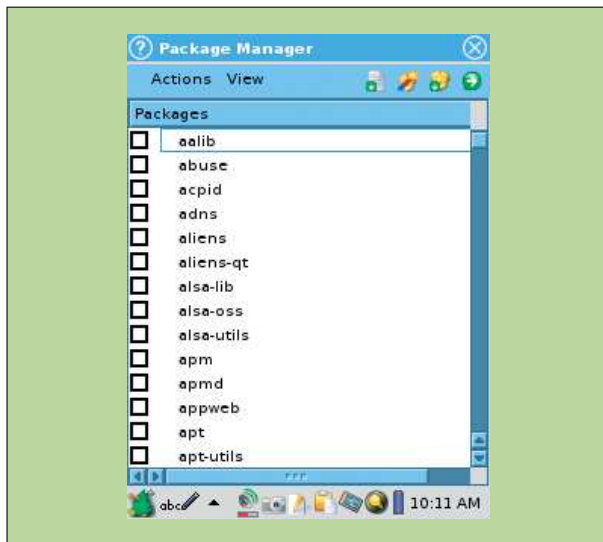 Package Manager
Actions View
Packages
aalib
abuse
acpid
adns
aliens
aliens-qt
alsa-lib
alsa-oss
alsa-utils
apm
apmd
appweb
apt
apt-utils
abc 10:11 AM